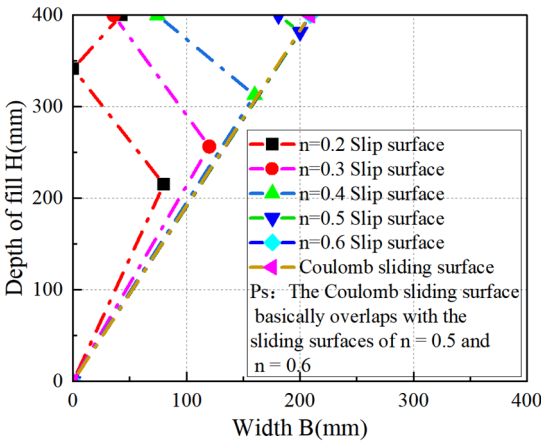 400
300
200
100
0
0
100
200
300
400
Depth of fill H(mm)
Width B(mm)
n=0.2 Slip surface
n=0.3 Slip surface
n=0.4 Slip surface
n=0.5 Slip surface
n=0.6 Slip surface
Coulomb sliding surface
Ps：The Coulomb sliding surface
basically overlaps with the
sliding surfaces of n = 0.5 and
n = 0.6